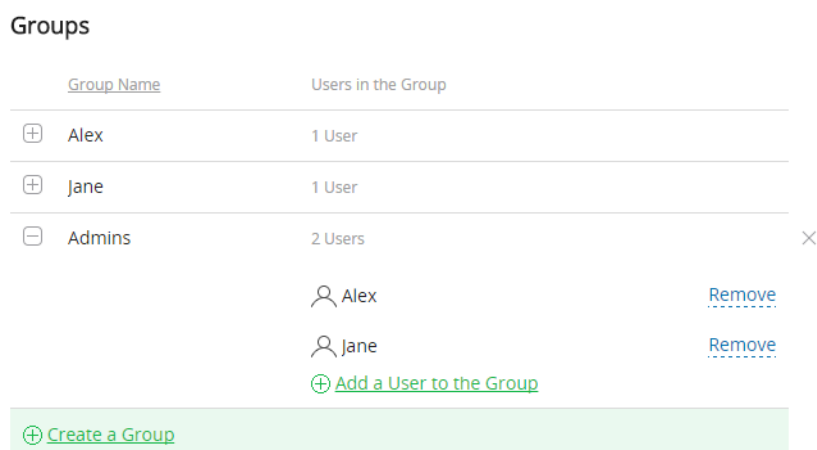 Groups
Group Name Users in the Group
Alex 1 User
Jane 1 User
Admins 2 Users
Alex Remove
Jane Remove
Add a User to the Group
Create a Group